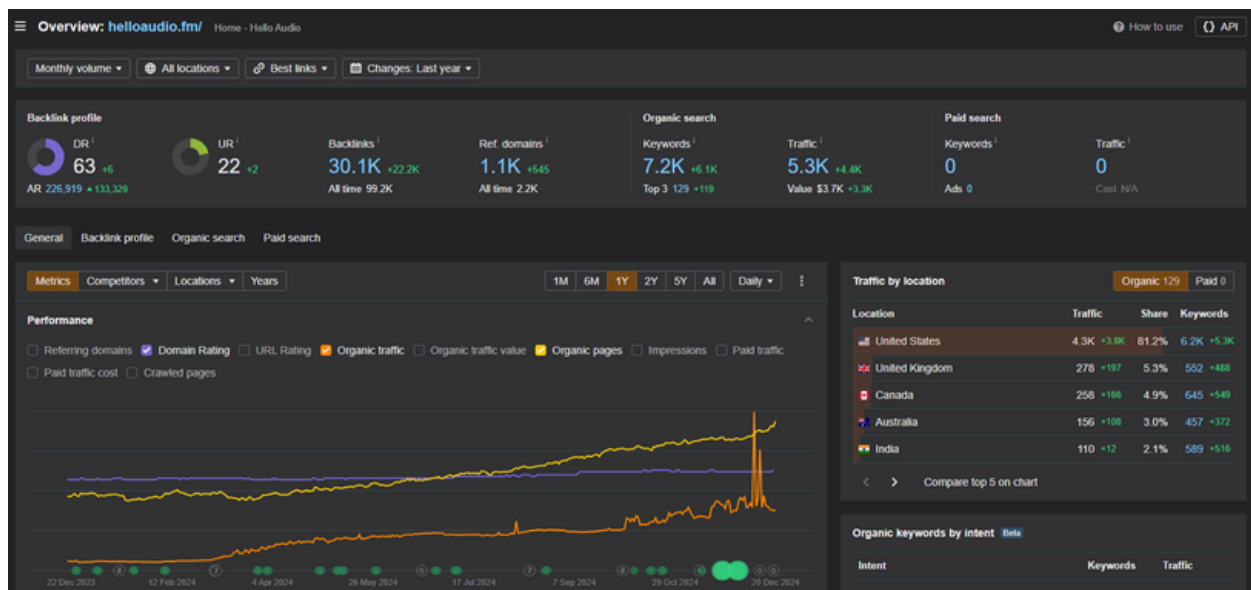 Overview: helloaudio.fm/ Home - Hello Audio How to use {} API
Monthly volume All locations Best links Changes: Last year
Backlink profile Organic search Paid search
DR UR Backlinks Ref. domains Keywords Traffic Keywords Traffic
63 +6 22 +2 30.1K +22.2K 1.1K +545 7.2K +6.1K 5.3K +4.4K 0 0
AR 226,919 133,329 All time 99.2K All time 2.2K Top 3 129 +119 Value $3.7K +3.3K Ads 0 Cost N/A
General Backlink profile Organic search Paid search
Metrics Competitors Locations Years 1M 6M 1Y 2Y 5Y All Daily
Performance
Referring domains Domain Rating URL Rating Organic traffic Organic traffic value Organic pages Impressions Paid traffic
Paid traffic cost Crawled pages
22 Dec 2023 12 Feb 2024 4 Apr 2024 26 May 2024 17 Jul 2024 7 Sep 2024 29 Oct 2024 20 Dec 2024
Traffic by location Organic 129 Paid 0
Location Traffic Share Keywords
United States 4.3K +3.8K 81.2% 6.2K +5.3K
United Kingdom 278 +197 5.3% 552 +488
Canada 258 +166 4.9% 645 +549
Australia 156 +108 3.0% 457 +372
India 110 +12 2.1% 589 +516
Compare top 5 on chart
Organic keywords by intent Beta
Intent Keywords Traffic